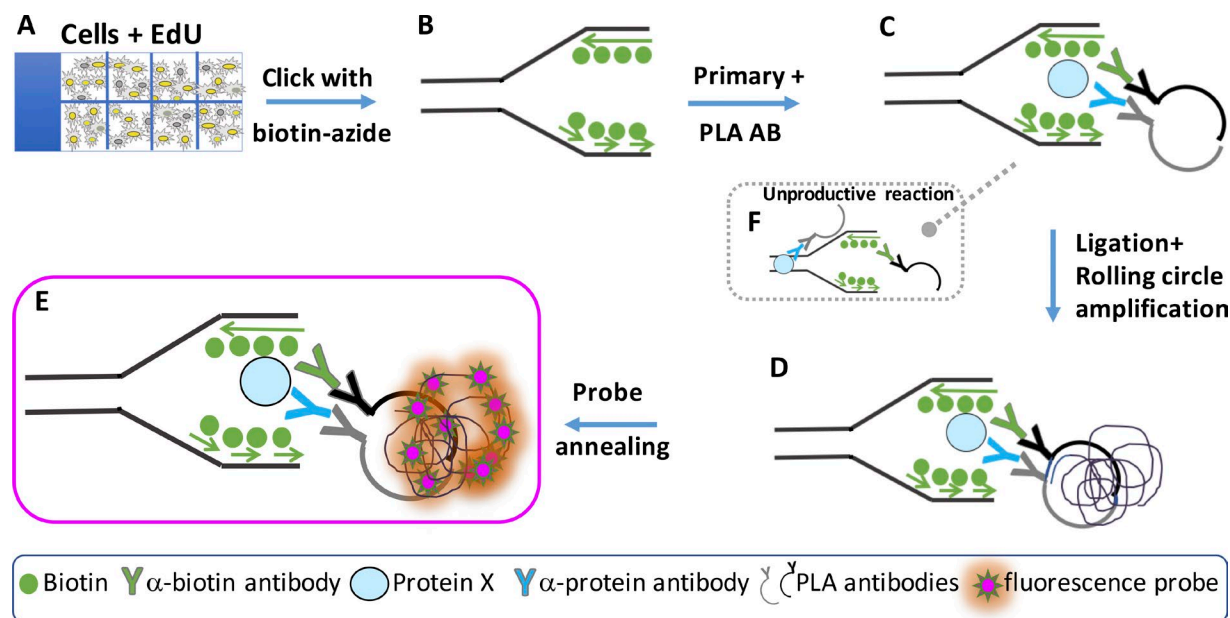 A
Cells + EdU
Click with
biotin-azide
B
Primary +
PLA AB
C
Unproductive reaction
F
Ligation+
Rolling circle
amplification
D
Probe
annealing
E
Biotin α-biotin antibody Protein X α-protein antibody PLA antibodies fluorescence probe